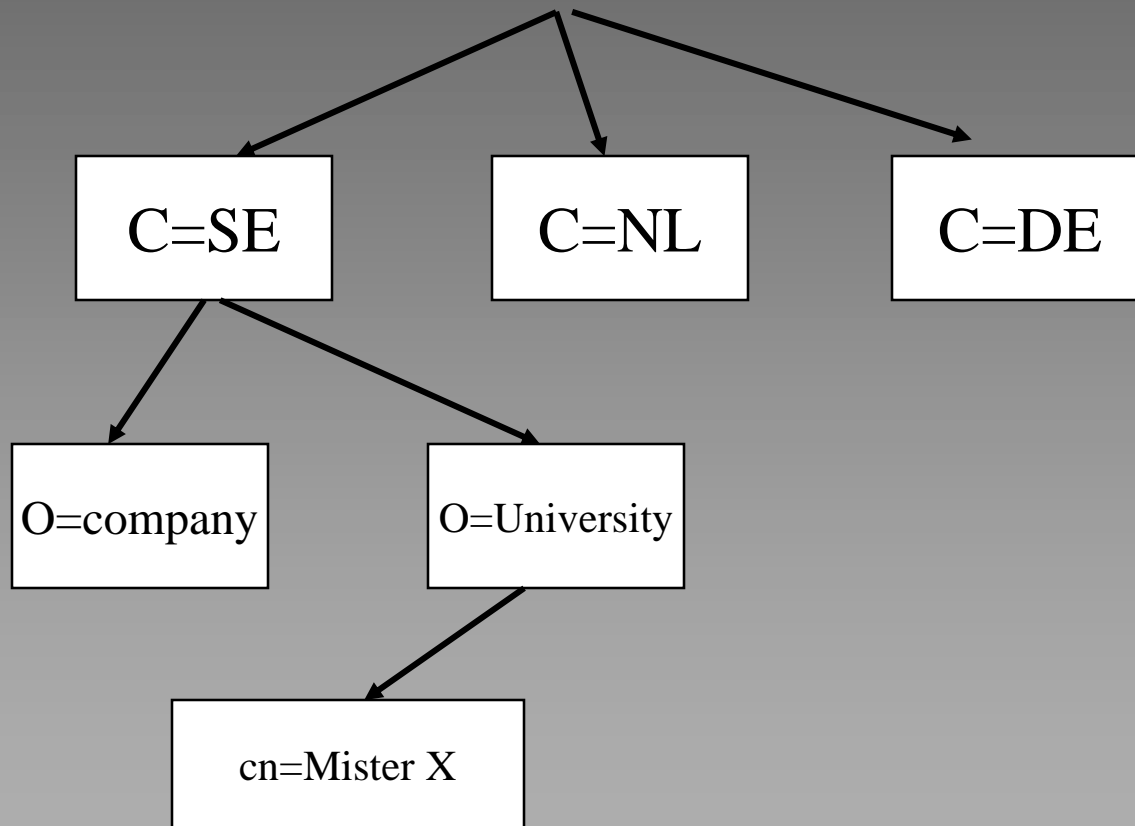 C=SE
C=NL
C=DE
O=company
O=University
cn=Mister X